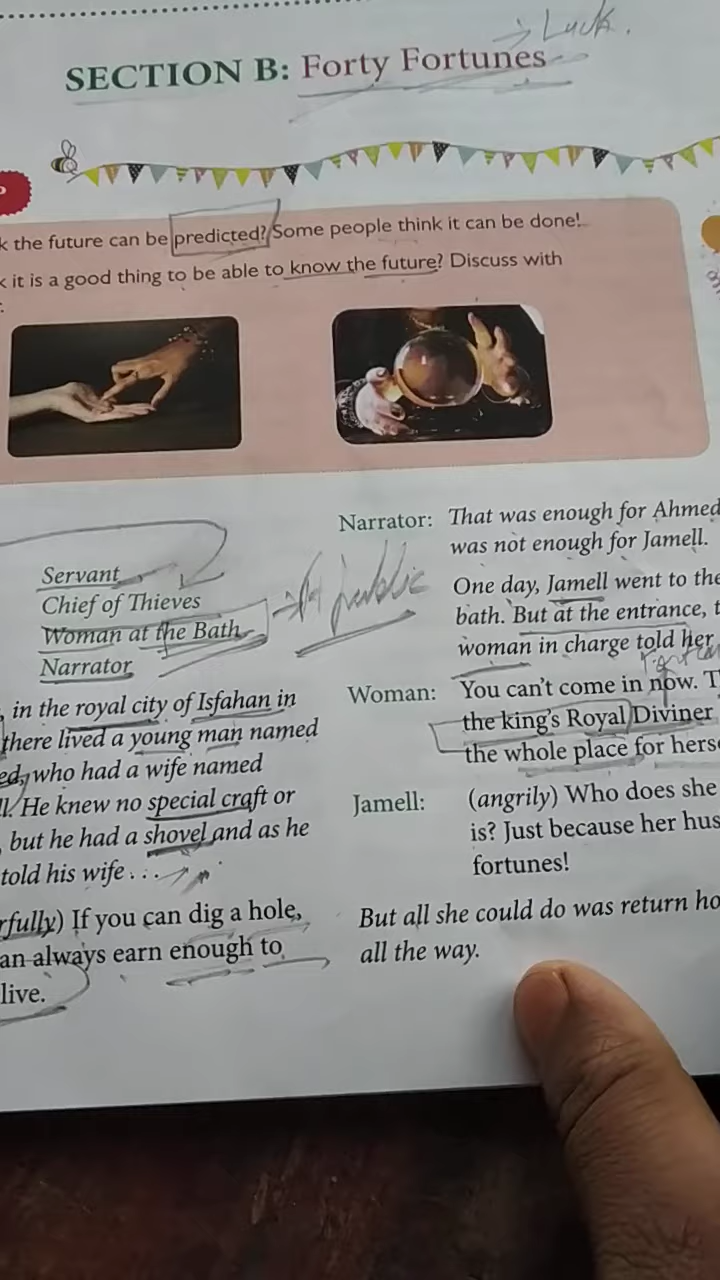 Luck.
SECTION B: Forty Fortunes
k the future can be predicted? Some people think it can be done!
k it is a good thing to be able to know the future? Discuss with
Servant
Chief of Thieves
Woman at the Bath
Narrator
, in the royal city of Isfahan in
there lived a young man named
ed, who had a wife named
ll. He knew no special craft or
, but he had a shovel and as he
told his wife . . .
rfully) If you can dig a hole,
an always earn enough to
live.
public
Narrator: That was enough for Ahmed
was not enough for Jamell.
One day, Jamell went to the
bath. But at the entrance, t
woman in charge told her
Woman: You can't come in now. T
the king's Royal Diviner
the whole place for herse
Jamell: (angrily) Who does she
is? Just because her hus
fortunes!
But all she could do was return ho
all the way.